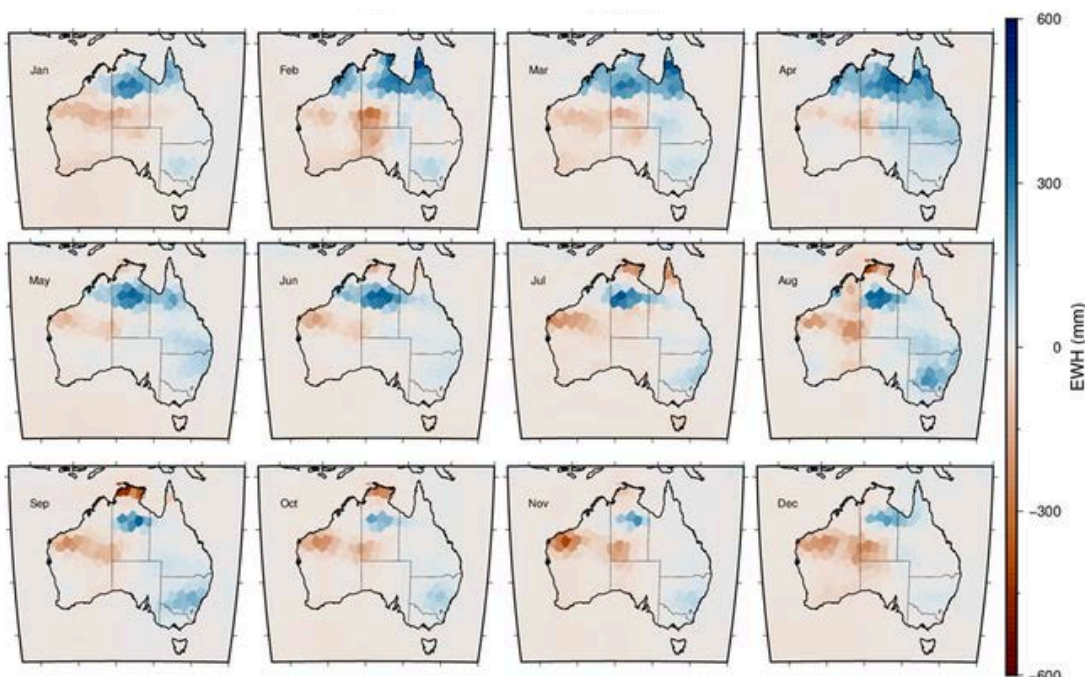 Jan
Feb
Mar
Apr
May
Jun
Jul
Aug
Sep
Oct
Nov
Dec
600
300
0
−300
−600
EWH (mm)